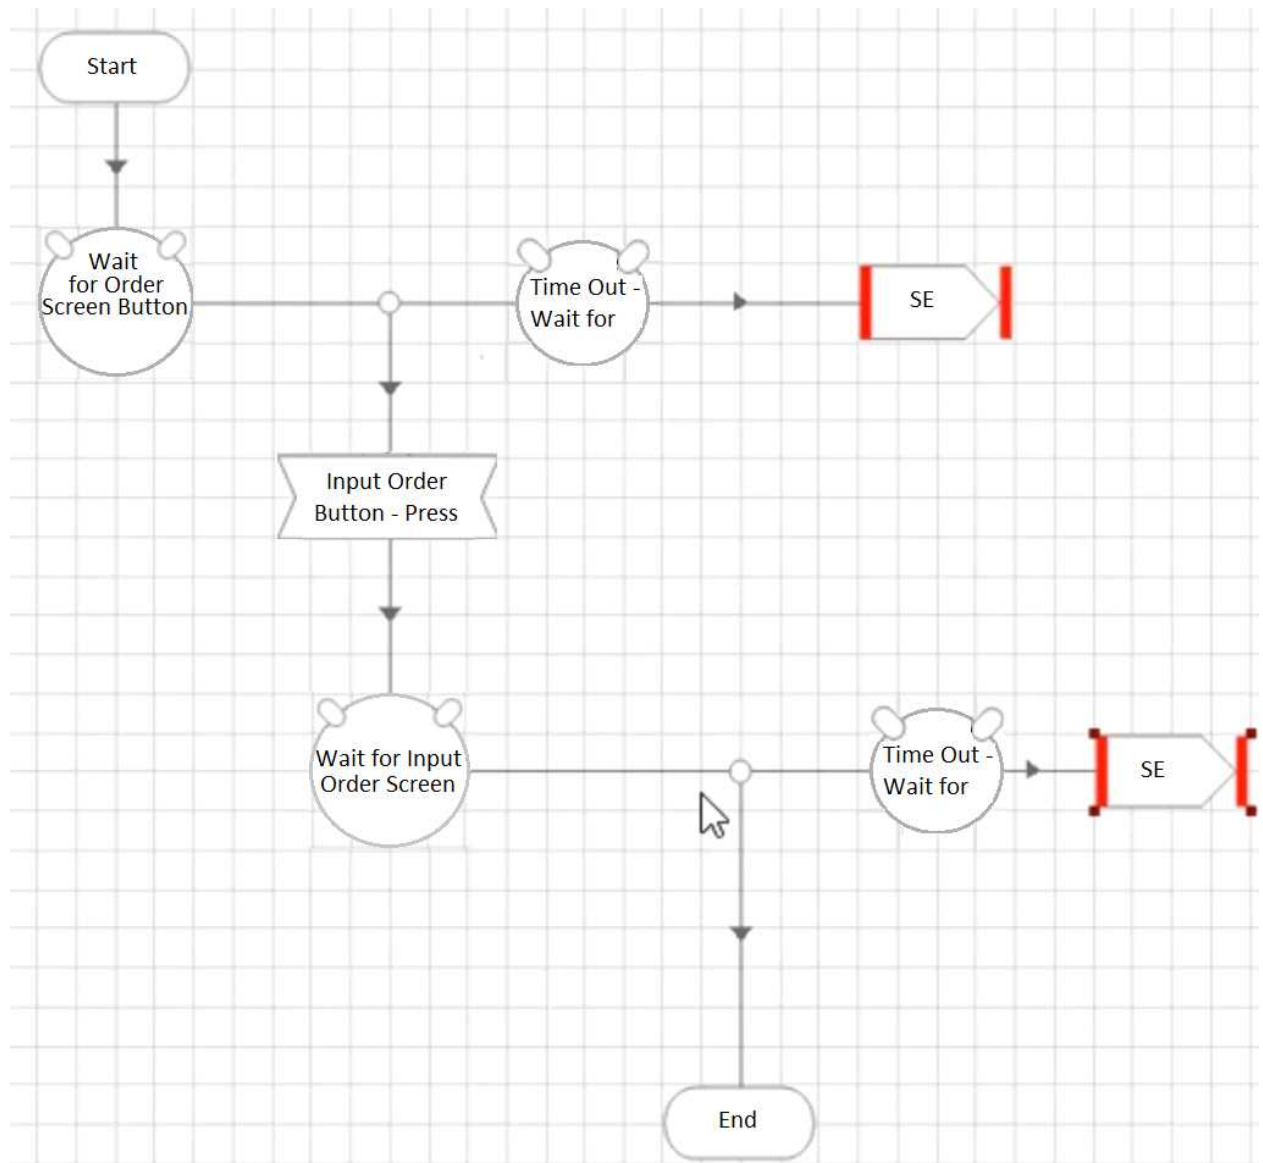 Start
Wait
for Order
Screen Button
Time Out -
Wait for
SE
Input Order
Button - Press
Wait for Input
Order Screen
Time Out -
Wait for
SE
End